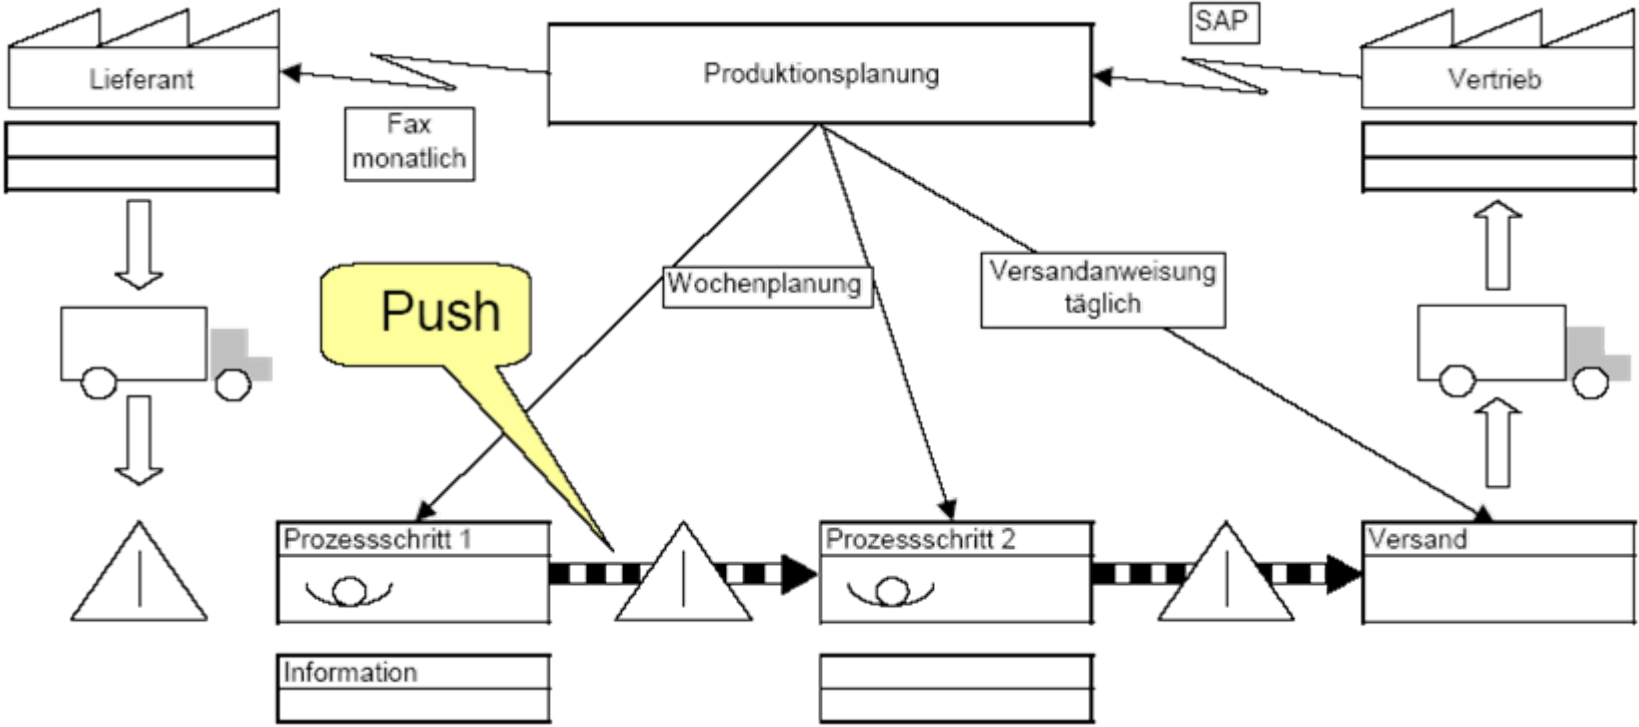 SAP
Lieferant
Produktionsplanung
Vertrieb
Fax
monatlich
Wochenplanung
Versandanweisung
täglich
Push
Prozessschritt 1
Prozessschritt 2
Versand
Information